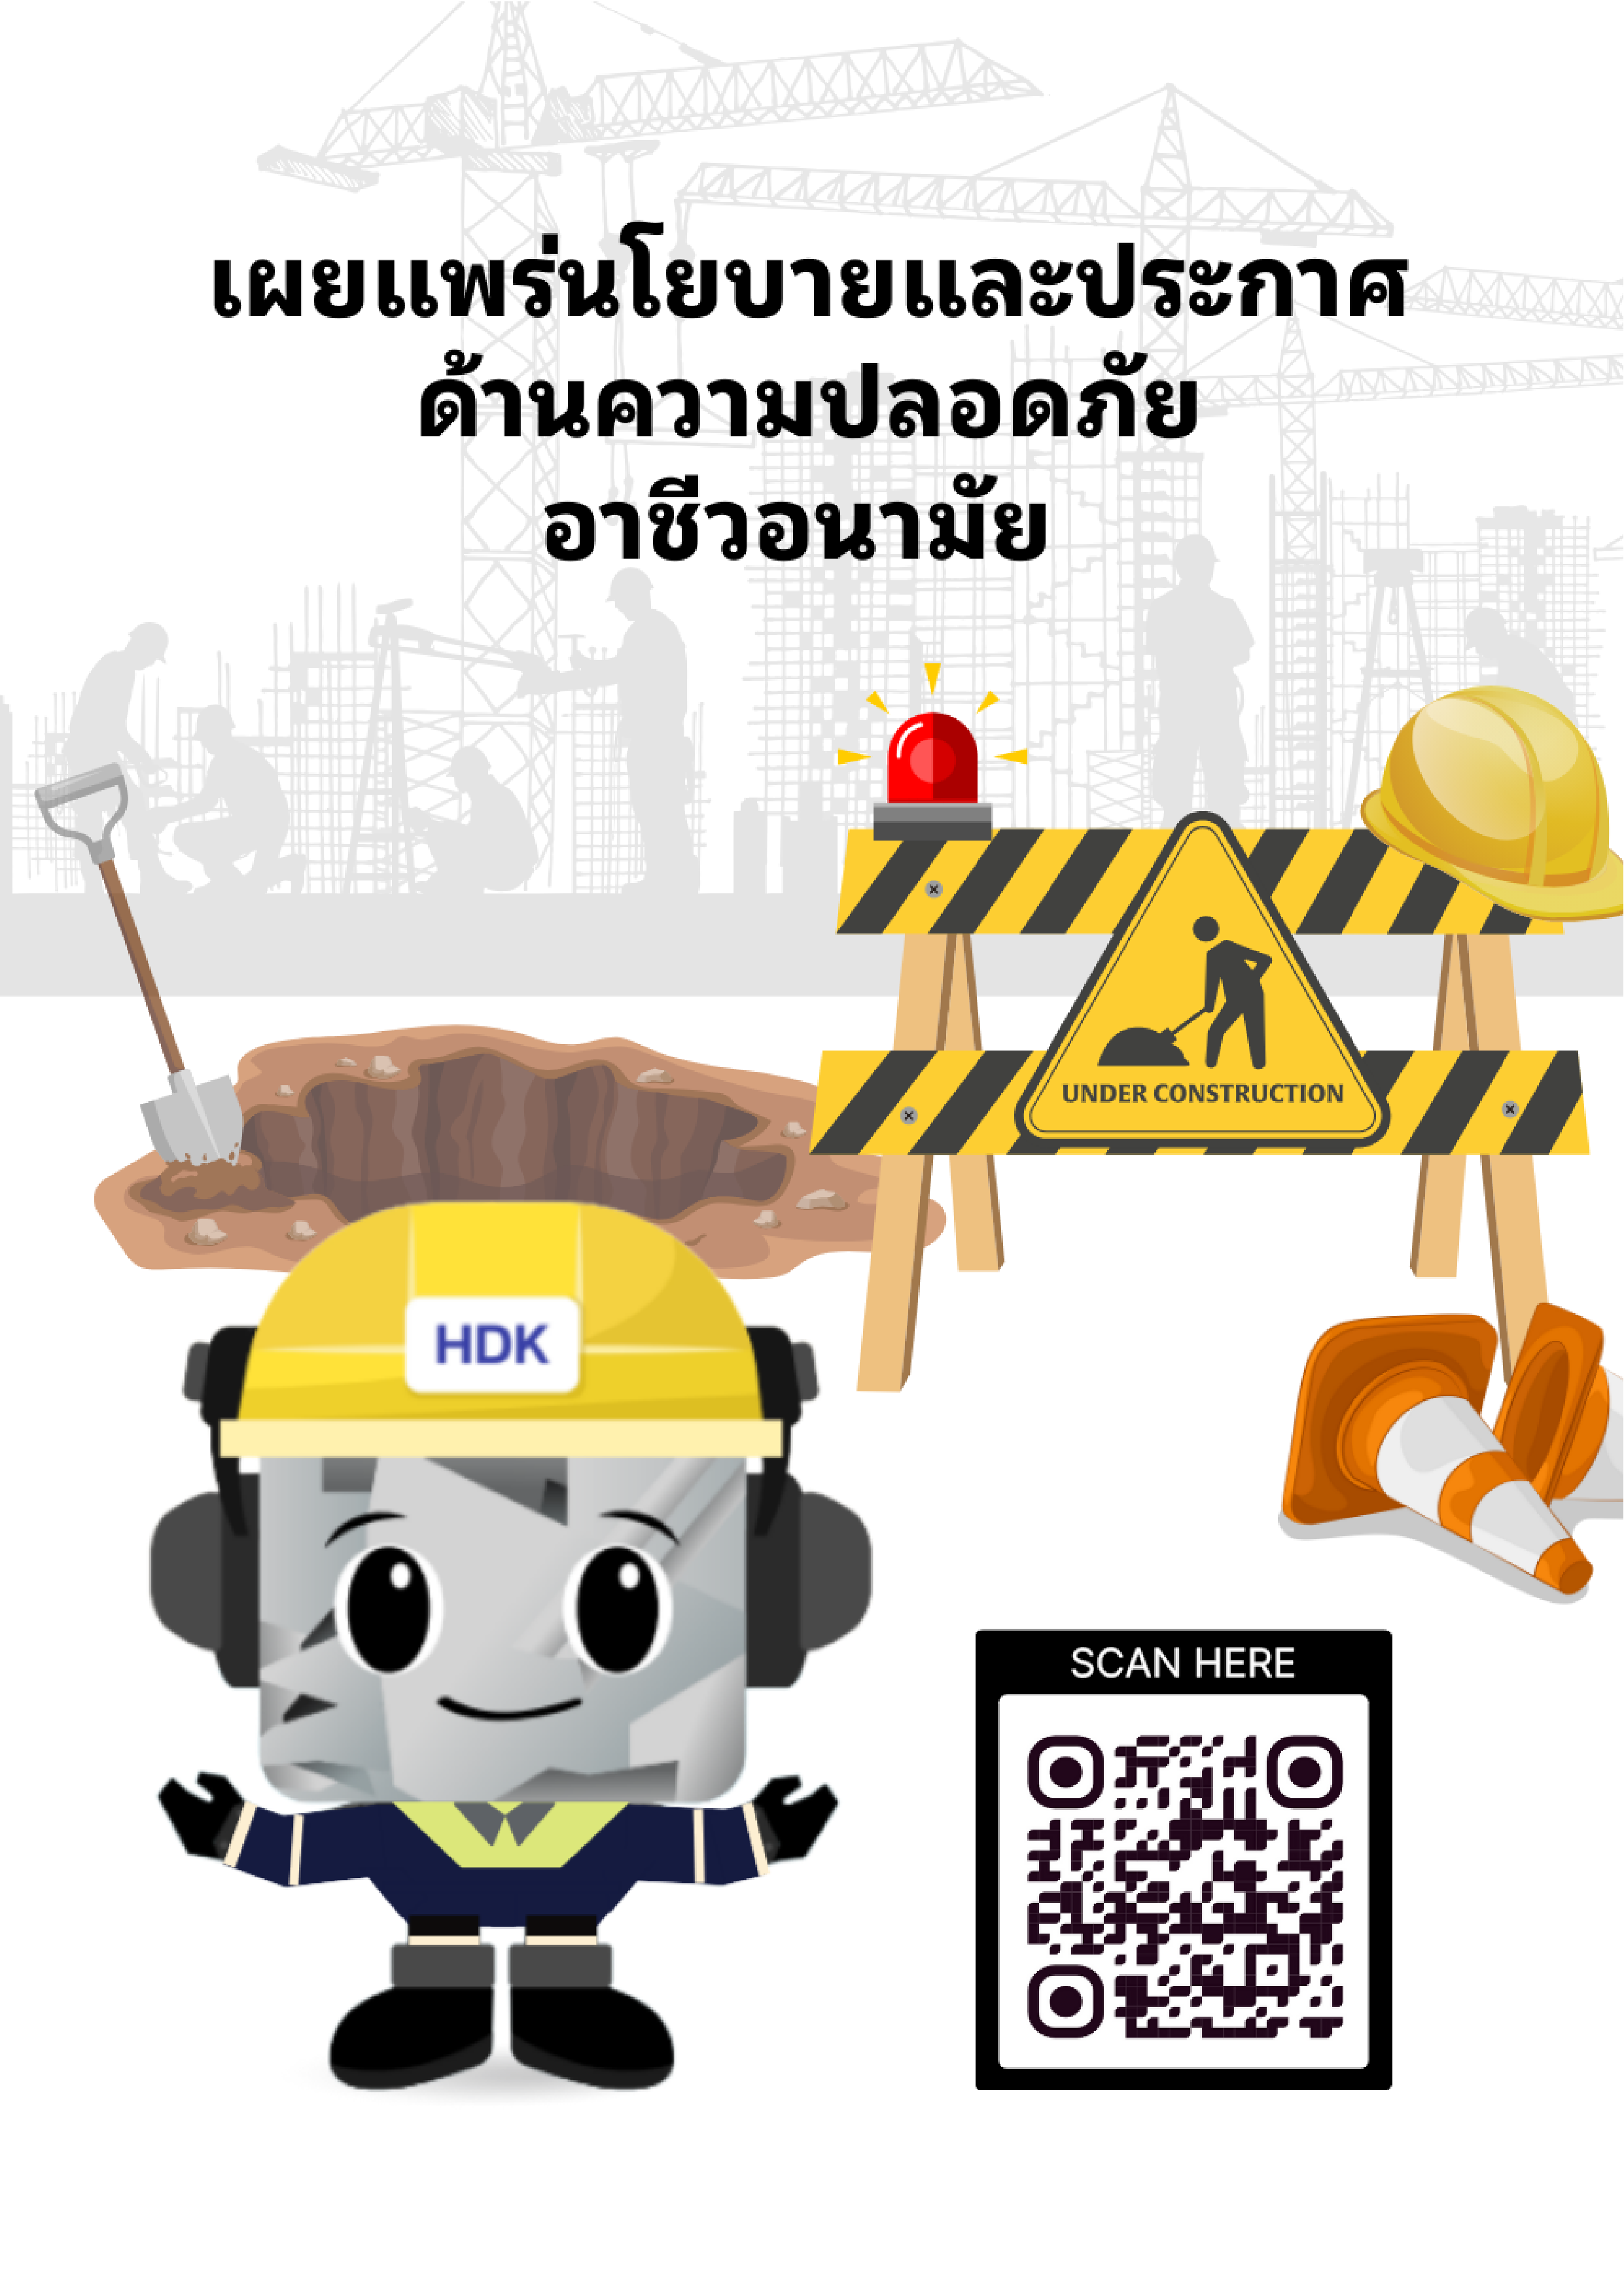 เผยแพร่นโยบายและประกาศ
ด้านความปลอดภัย
อาชีวอนามัย
UNDER CONSTRUCTION
HDK
SCAN HERE